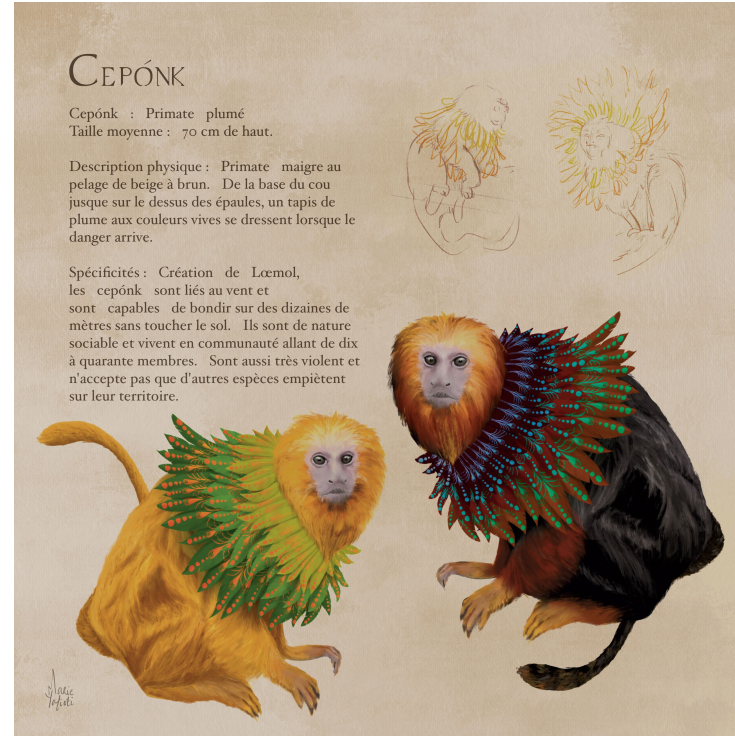 CEPÓNK
Cepónk : Primate plumé
Taille moyenne : 70 cm de haut.
Description physique : Primate maigre au
pelage de beige à brun. De la base du cou
jusque sur le dessus des épaules, un tapis de
plume aux couleurs vives se dressent lorsque le
danger arrive.
Spécificités : Création de Lœmol,
les cepónk sont liés au vent et
sont capables de bondir sur des dizaines de
mètres sans toucher le sol. Ils sont de nature
sociable et vivent en communauté allant de dix
à quarante membres. Sont aussi très violent et
n'accepte pas que d'autres espèces empiètent
sur leur territoire.